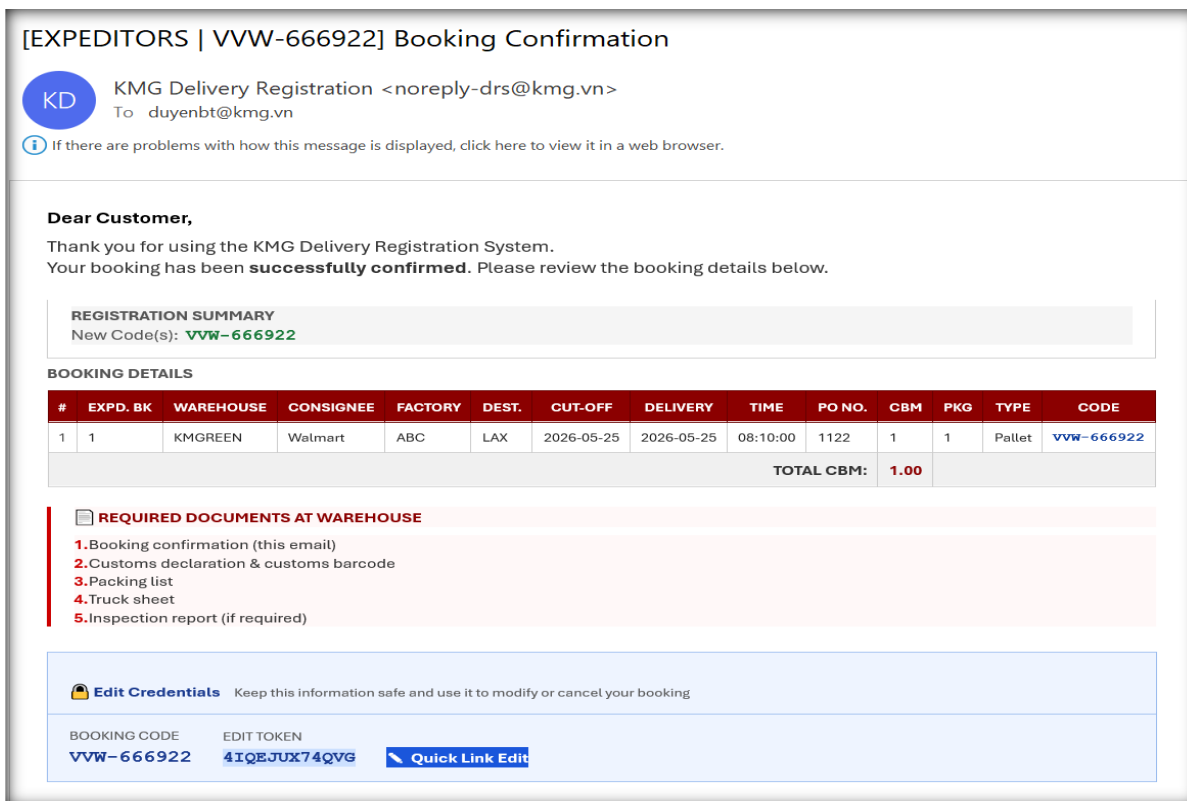 [EXPEDITORS | VVW-666922] Booking Confirmation
KD
KMG Delivery Registration <noreply-drs@kmg.vn>
To duyenbt@kmg.vn
If there are problems with how this message is displayed, click here to view it in a web browser.
Dear Customer,
Thank you for using the KMG Delivery Registration System.
Your booking has been successfully confirmed. Please review the booking details below.
REGISTRATION SUMMARY
New Code(s): VVW-666922
BOOKING DETAILS
# EXPD. BK WAREHOUSE CONSIGNEE FACTORY DEST. CUT-OFF DELIVERY TIME PO NO. CBM PKG TYPE CODE
1 1 KMGREEN Walmart ABC LAX 2026-05-25 2026-05-25 08:10:00 1122 1 1 Pallet VVW-666922
TOTAL CBM: 1.00
REQUIRED DOCUMENTS AT WAREHOUSE
1.Booking confirmation (this email)
2.Customs declaration & customs barcode
3.Packing list
4.Truck sheet
5.Inspection report (if required)
Edit Credentials Keep this information safe and use it to modify or cancel your booking
BOOKING CODE EDIT TOKEN
VVW-666922 4IQEJUX74QVG Quick Link Edit